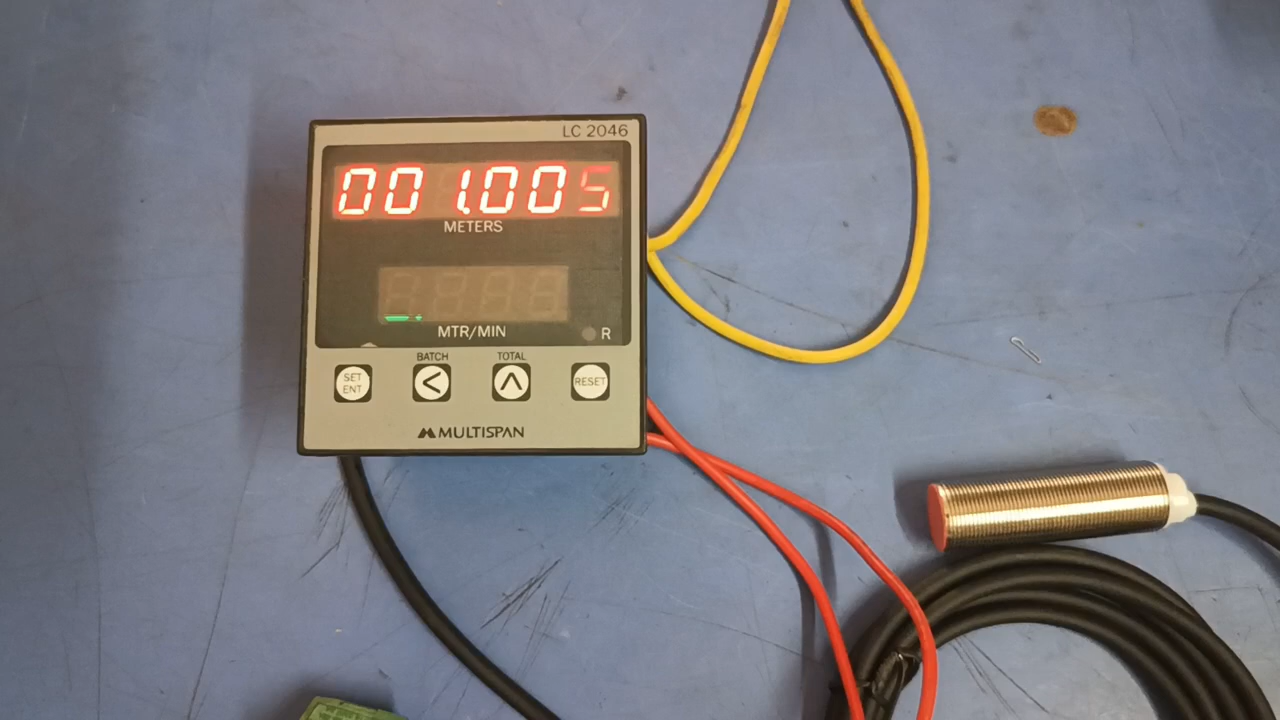 LC 2046
001.005
METERS
MTR/MIN
R
BATCH
TOTAL
SET
ENT
<
RESET
MULTISPAN